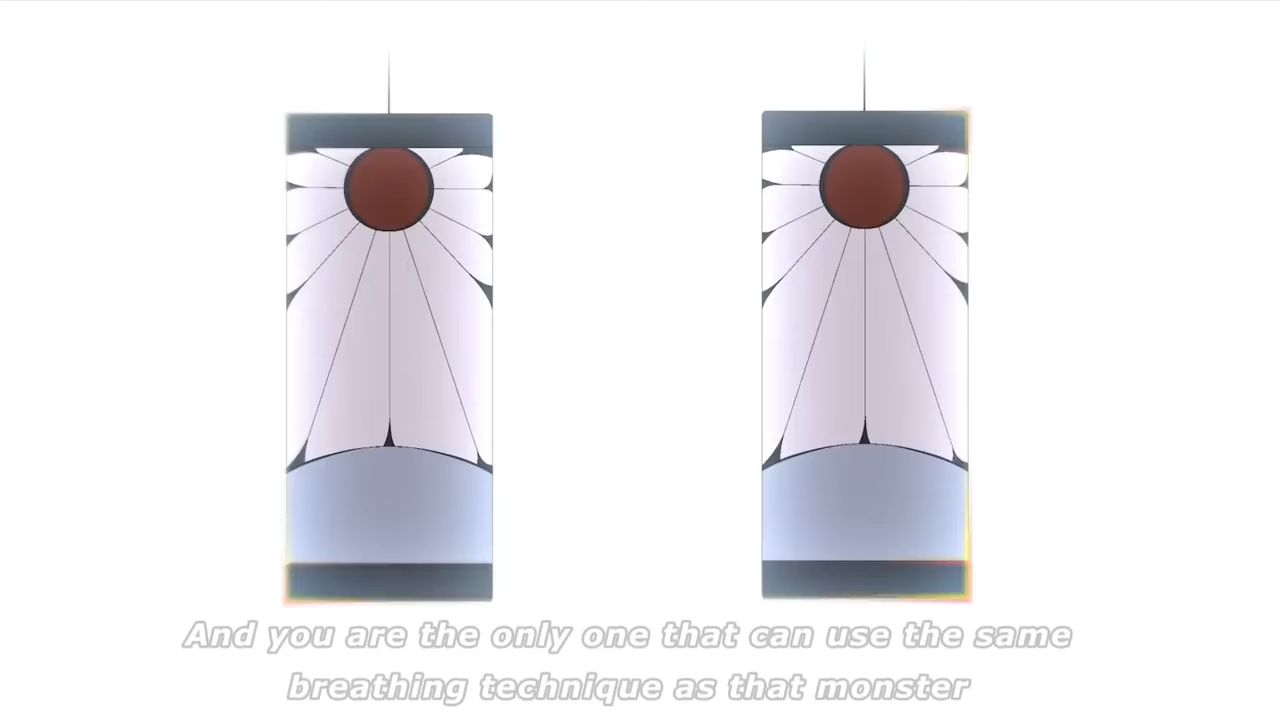 And you are the only one that can use the same
breathing technique as that monster